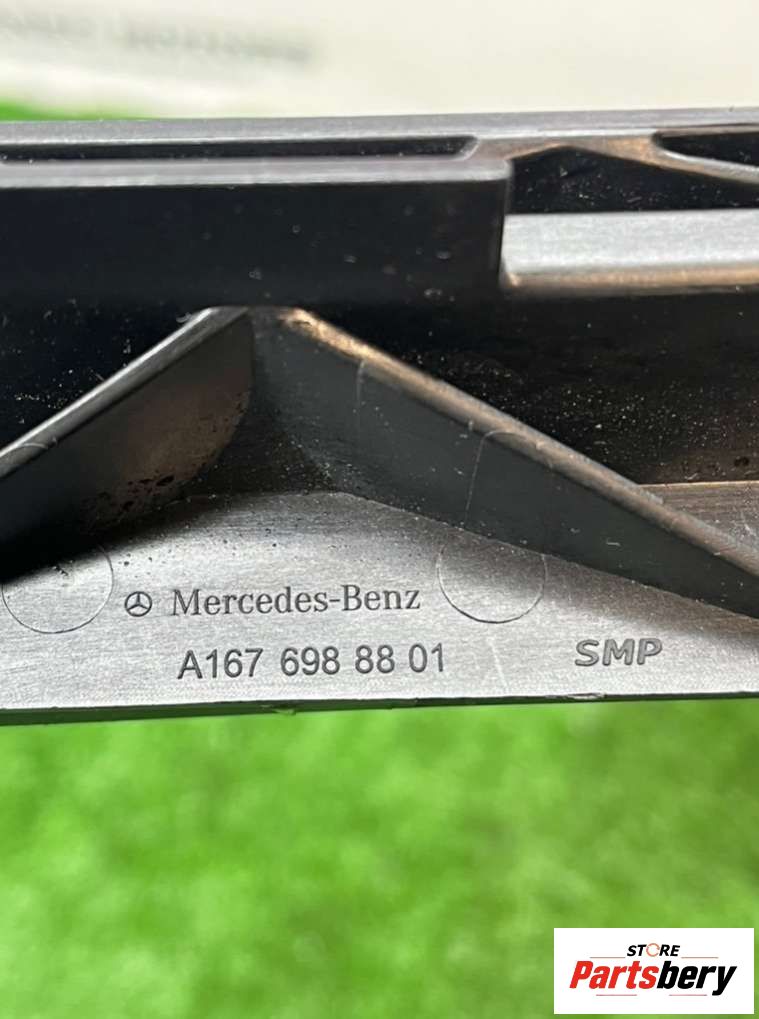 Mercedes-Benz
A167 698 88 01
SMP
STORE
Partsbery